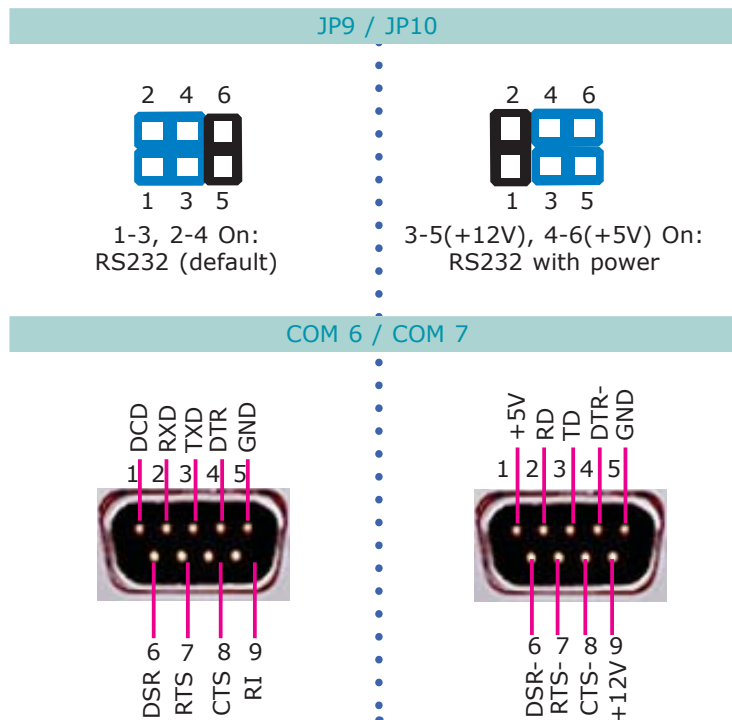 JP9 / JP10
2 4 6
1 3 5
1-3, 2-4 On:
RS232 (default)
2 4 6
1 3 5
3-5(+12V), 4-6(+5V) On:
RS232 with power
COM 6 / COM 7
DCD RXD TXD DTR GND
1 2 3 4 5
6 7 8 9
DSR RTS CTS RI
+5V RD TD DTR- GND
1 2 3 4 5
6 7 8 9
DSR- RTS- CTS- +12V